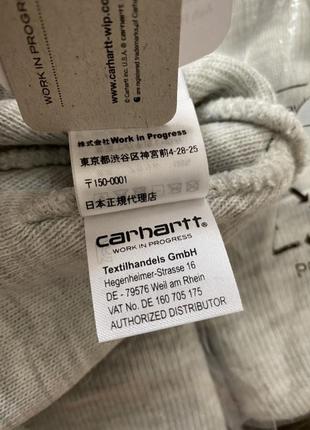 WORK IN PROGRESS
www.carhartt-wip.com
WORK IN PROGRESS
株式会社Work in Progress
東京都渋谷区神宮前4-28-25
〒150-0001
日本正規代理店
carhartt
WORK IN PROGRESS
Textilhandels GmbH
Hegenheimer-Strasse 16
DE - 79576 Weil am Rhein
VAT No. DE 160 705 175
AUTHORIZED DISTRIBUTOR